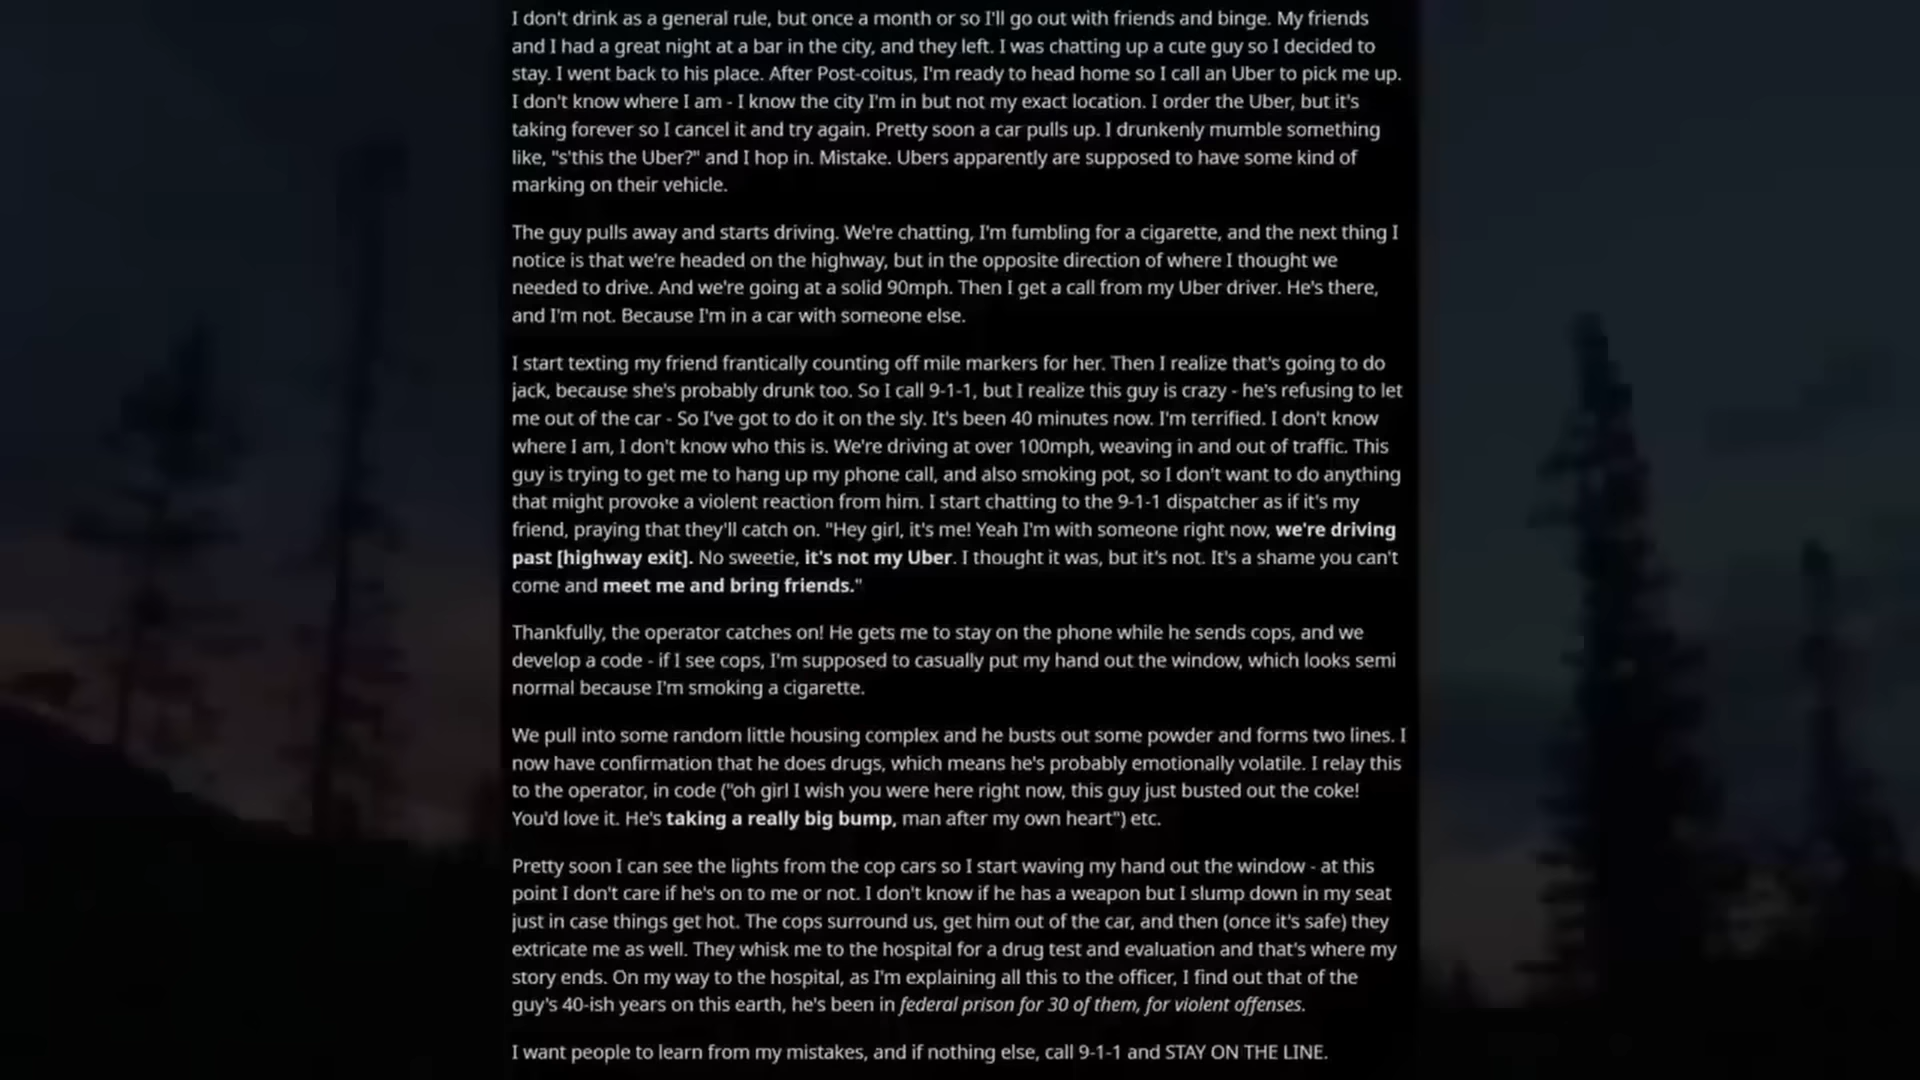 I don't drink as a general rule, but once a month or so I'll go out with friends and binge. My friends
and I had a great night at a bar in the city, and they left. I was chatting up a cute guy so I decided to
stay. I went back to his place. After Post-coitus, I'm ready to head home so I call an Uber to pick me up.
I don't know where I am - I know the city I'm in but not my exact location. I order the Uber, but it's
taking forever so I cancel it and try again. Pretty soon a car pulls up. I drunkenly mumble something
like, "s'this the Uber?" and I hop in. Mistake. Ubers apparently are supposed to have some kind of
marking on their vehicle.
The guy pulls away and starts driving. We're chatting, I'm fumbling for a cigarette, and the next thing I
notice is that we're headed on the highway, but in the opposite direction of where I thought we
needed to drive. And we're going at a solid 90mph. Then I get a call from my Uber driver. He's there,
and I'm not. Because I'm in a car with someone else.
I start texting my friend frantically counting off mile markers for her. Then I realize that's going to do
jack, because she's probably drunk too. So I call 9-1-1, but I realize this guy is crazy - he's refusing to let
me out of the car - So I've got to do it on the sly. It's been 40 minutes now. I'm terrified. I don't know
where I am, I don't know who this is. We're driving at over 100mph, weaving in and out of traffic. This
guy is trying to get me to hang up my phone call, and also smoking pot, so I don't want to do anything
that might provoke a violent reaction from him. I start chatting to the 9-1-1 dispatcher as if it's my
friend, praying that they'll catch on. "Hey girl, it's me! Yeah I'm with someone right now, we're driving
past [highway exit]. No sweetie, it's not my Uber. I thought it was, but it's not. It's a shame you can't
come and meet me and bring friends."
Thankfully, the operator catches on! He gets me to stay on the phone while he sends cops, and we
develop a code - if I see cops, I'm supposed to casually put my hand out the window, which looks semi
normal because I'm smoking a cigarette.
We pull into some random little housing complex and he busts out some powder and forms two lines. I
now have confirmation that he does drugs, which means he's probably emotionally volatile. I relay this
to the operator, in code ("oh girl I wish you were here right now, this guy just busted out the coke!
You'd love it. He's taking a really big bump, man after my own heart") etc.
Pretty soon I can see the lights from the cop cars so I start waving my hand out the window - at this
point I don't care if he's on to me or not. I don't know if he has a weapon but I slump down in my seat
just in case things get hot. The cops surround us, get him out of the car, and then (once it's safe) they
extricate me as well. They whisk me to the hospital for a drug test and evaluation and that's where my
story ends. On my way to the hospital, as I'm explaining all this to the officer, I find out that of the
guy's 40-ish years on this earth, he's been in federal prison for 30 of them, for violent offenses.
I want people to learn from my mistakes, and if nothing else, call 9-1-1 and STAY ON THE LINE.